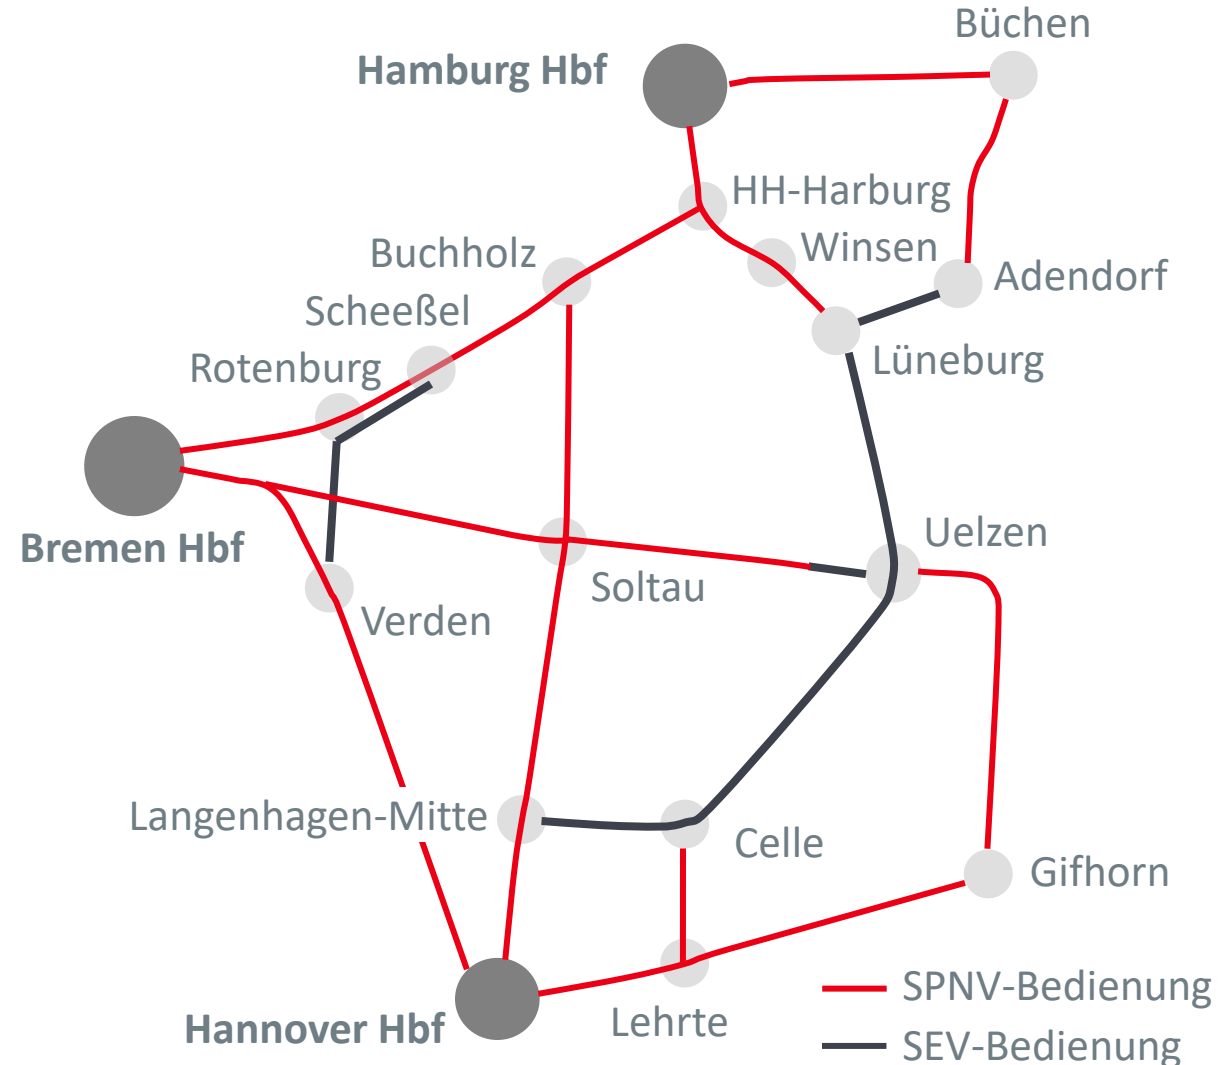 Büchen
Hamburg Hbf
HH-Harburg
Winsen
Buchholz
Adendorf
Scheeßel
Rotenburg
Lüneburg
Uelzen
Bremen Hbf
Soltau
Verden
Langenhagen-Mitte
Celle
Gifhorn
SPNV-Bedienung
Lehrte
Hannover Hbf
SEV-Bedienung